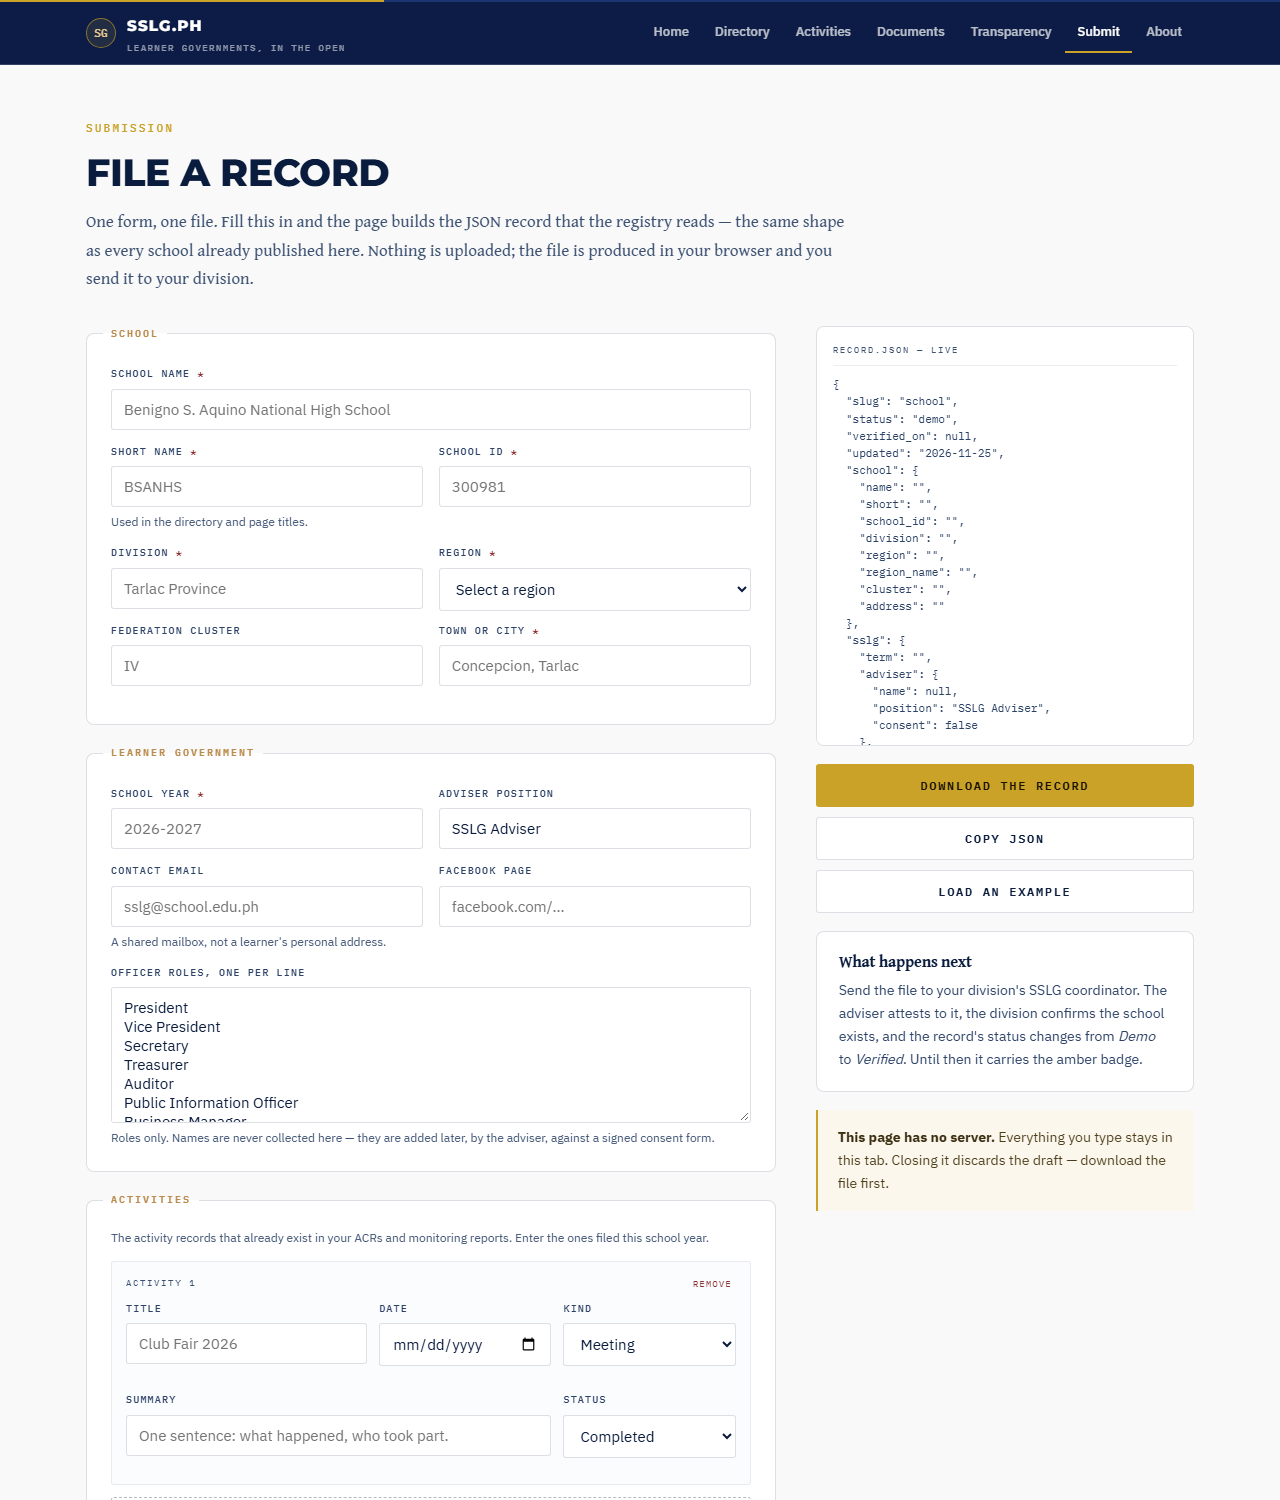 SG
SSLG.PH
LEARNER GOVERNMENTS, IN THE OPEN
Home
Directory
Activities
Documents
Transparency
Submit
About
SUBMISSION
FILE A RECORD
One form, one file. Fill this in and the page builds the JSON record that the registry reads — the same shape
as every school already published here. Nothing is uploaded; the file is produced in your browser and you
send it to your division.
SCHOOL
SCHOOL NAME *
Benigno S. Aquino National High School
SHORT NAME *
BSANHS
Used in the directory and page titles.
SCHOOL ID *
300981
DIVISION *
Tarlac Province
REGION *
Select a region
FEDERATION CLUSTER
IV
TOWN OR CITY *
Concepcion, Tarlac
LEARNER GOVERNMENT
SCHOOL YEAR *
2026-2027
ADVISER POSITION
SSLG Adviser
CONTACT EMAIL
sslg@school.edu.ph
A shared mailbox, not a learner's personal address.
FACEBOOK PAGE
facebook.com/...
OFFICER ROLES, ONE PER LINE
President
Vice President
Secretary
Treasurer
Auditor
Public Information Officer
Business Manager
Roles only. Names are never collected here — they are added later, by the adviser, against a signed consent form.
ACTIVITIES
The activity records that already exist in your ACRs and monitoring reports. Enter the ones filed this school year.
ACTIVITY 1
REMOVE
TITLE
Club Fair 2026
DATE
mm/dd/yyyy
KIND
Meeting
SUMMARY
One sentence: what happened, who took part.
STATUS
Completed
RECORD.JSON — LIVE
{
"slug": "school",
"status": "demo",
"verified_on": null,
"updated": "2026-11-25",
"school": {
"name": "",
"short": "",
"school_id": "",
"division": "",
"region": "",
"region_name": "",
"cluster": "",
"address": ""
},
"sslg": {
"term": "",
"adviser": {
"name": null,
"position": "SSLG Adviser",
"consent": false
},
DOWNLOAD THE RECORD
COPY JSON
LOAD AN EXAMPLE
What happens next
Send the file to your division's SSLG coordinator. The
adviser attests to it, the division confirms the school
exists, and the record's status changes from Demo
to Verified. Until then it carries the amber badge.
This page has no server. Everything you type stays in
this tab. Closing it discards the draft — download the
file first.